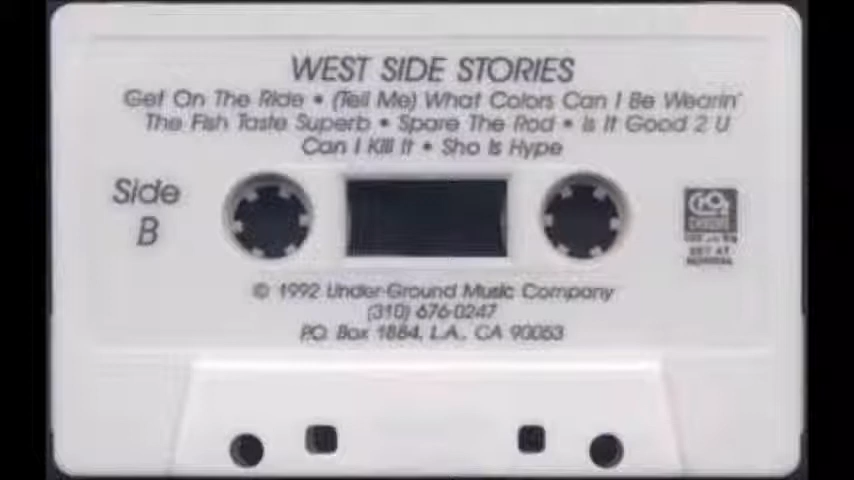 WEST SIDE STORIES
Get On The Ride • (Tell Me) What Colors Can I Be Wearin'
The Fish Taste Superb • Spare The Rod • Is It Good 2 U
Can I Kill It • Sho Is Hype
Side
B
© 1992 Under-Ground Music Company
(310) 676-0247
P.O. Box 1884, L.A., CA 90053